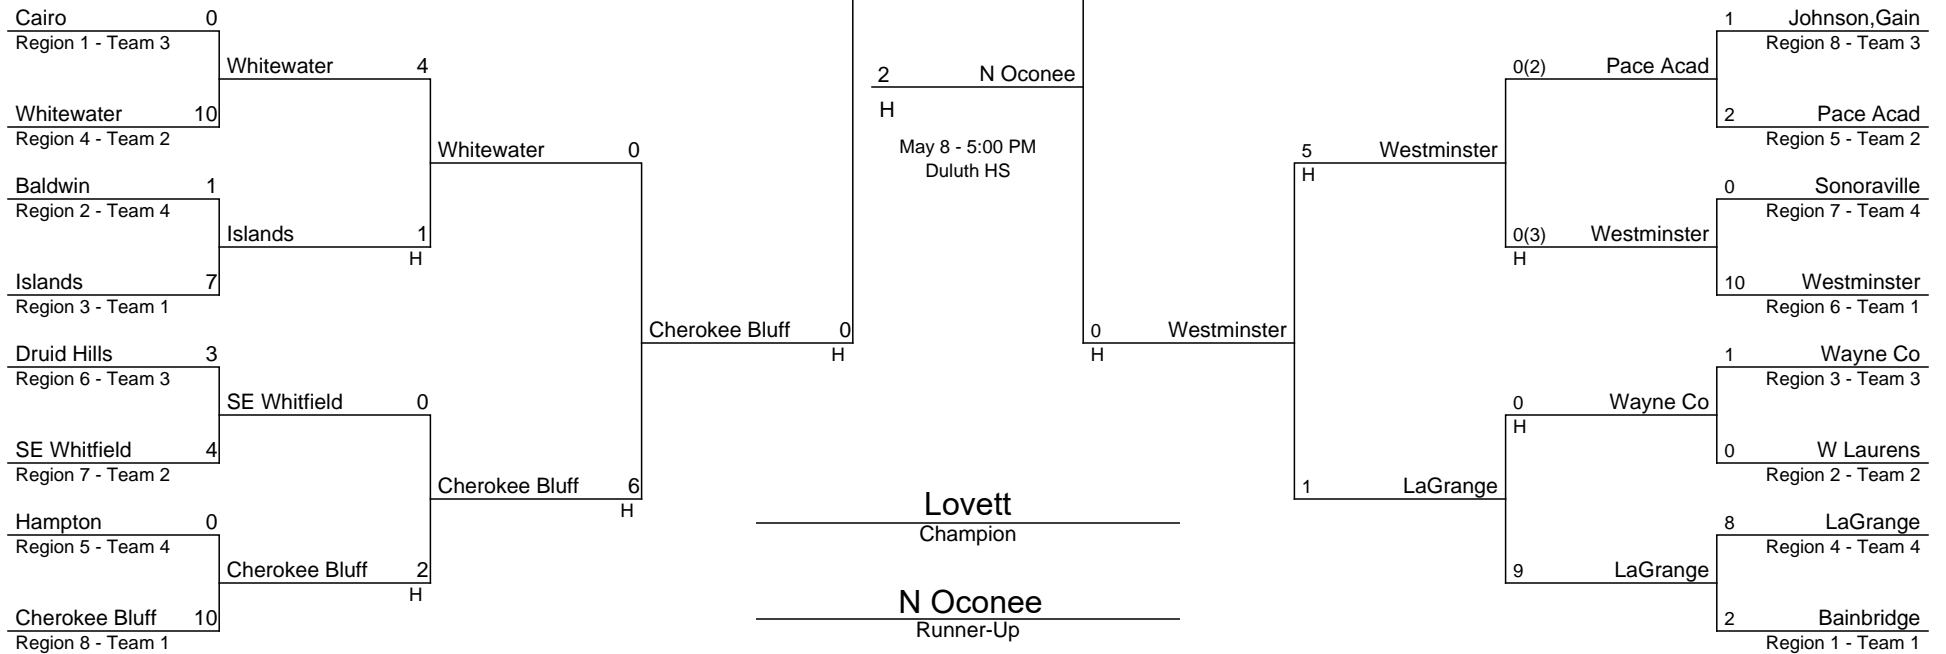 Cairo 0
Region 1 - Team 3
Whitewater 10
Region 4 - Team 2
Baldwin 1
Region 2 - Team 4
Islands 7
Region 3 - Team 1
Druid Hills 3
Region 6 - Team 3
SE Whitfield 4
Region 7 - Team 2
Hampton 0
Region 5 - Team 4
Cherokee Bluff 10
Region 8 - Team 1
Whitewater 4
Islands 1
H
SE Whitfield 0
Cherokee Bluff 2
H
Whitewater 0
Cherokee Bluff 6
H
Cherokee Bluff 0
H
2 N Oconee
H
May 8 - 5:00 PM
Duluth HS
Lovett
Champion
N Oconee
Runner-Up
0 Westminster
H
5 Westminster
H
1 LaGrange
0(2) Pace Acad
0(3) Westminster
H
0 Wayne Co
H
9 LaGrange
1 Johnson,Gain
Region 8 - Team 3
2 Pace Acad
Region 5 - Team 2
0 Sonoraville
Region 7 - Team 4
10 Westminster
Region 6 - Team 1
1 Wayne Co
Region 3 - Team 3
0 W Laurens
Region 2 - Team 2
8 LaGrange
Region 4 - Team 4
2 Bainbridge
Region 1 - Team 1